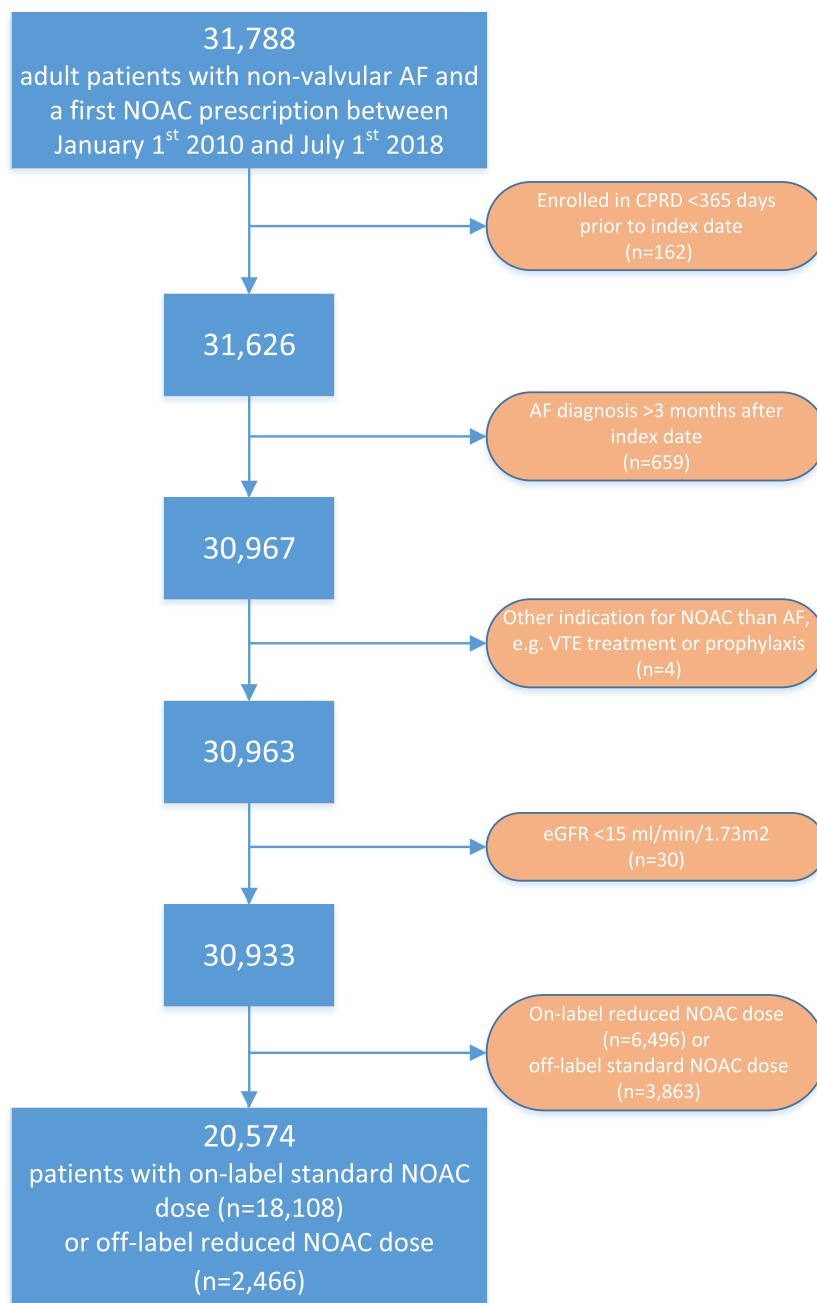 31,788
adult patients with non-valvular AF and
a first NOAC prescription between
January 1st 2010 and July 1st 2018
Enrolled in CPRD <365 days
prior to index date
(n=162)
31,626
AF diagnosis >3 months after
index date
(n=659)
30,967
Other indication for NOAC than AF,
e.g. VTE treatment or prophylaxis
(n=4)
30,963
eGFR <15 ml/min/1.73m2
(n=30)
30,933
On-label reduced NOAC dose
(n=6,496) or
off-label standard NOAC dose
(n=3,863)
20,574
patients with on-label standard NOAC
dose (n=18,108)
or off-label reduced NOAC dose
(n=2,466)